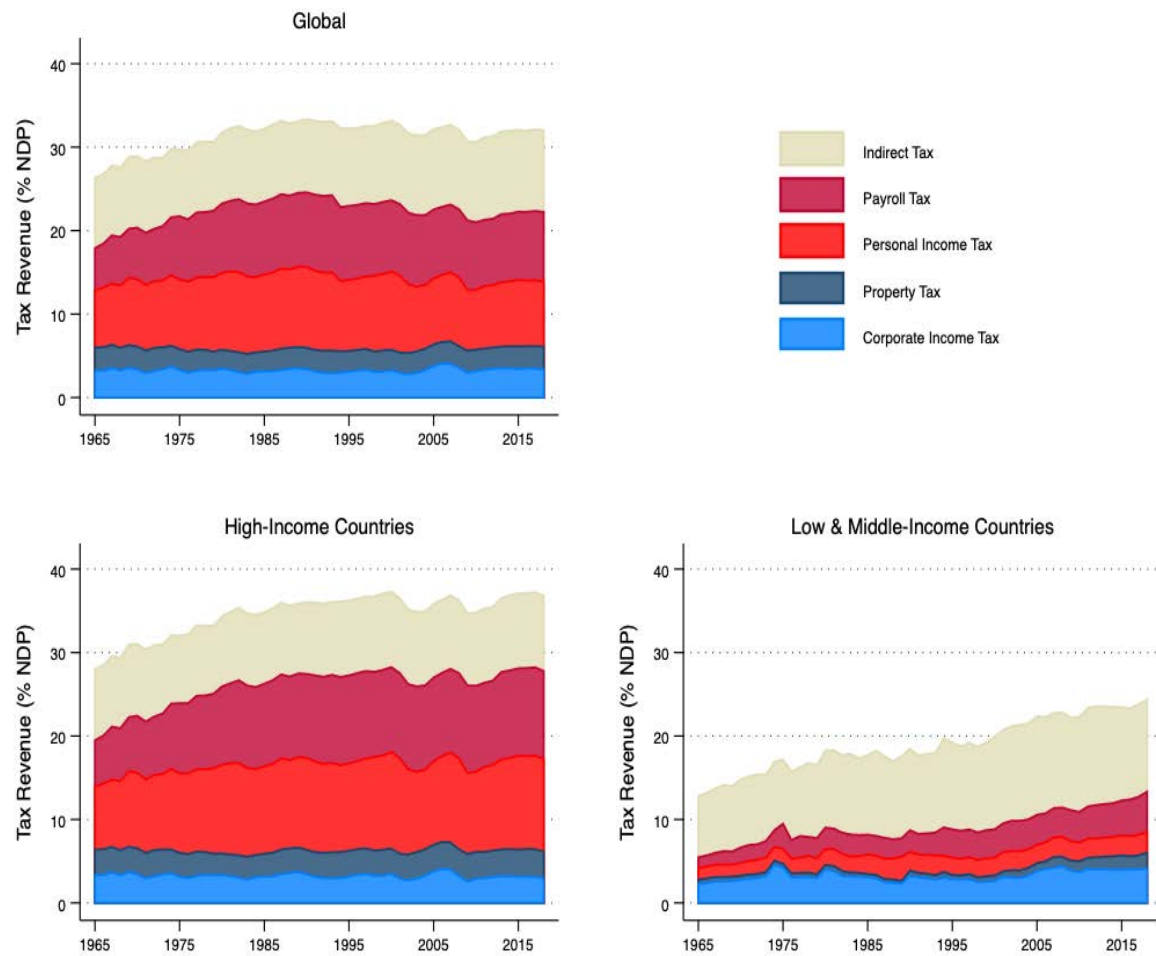 Global
Tax Revenue (% NDP)
40
30
20
10
0
1965 1975 1985 1995 2005 2015
Indirect Tax
Payroll Tax
Personal Income Tax
Property Tax
Corporate Income Tax
High-Income Countries
Tax Revenue (% NDP)
40
30
20
10
0
1965 1975 1985 1995 2005 2015
Low & Middle-Income Countries
Tax Revenue (% NDP)
40
30
20
10
0
1965 1975 1985 1995 2005 2015